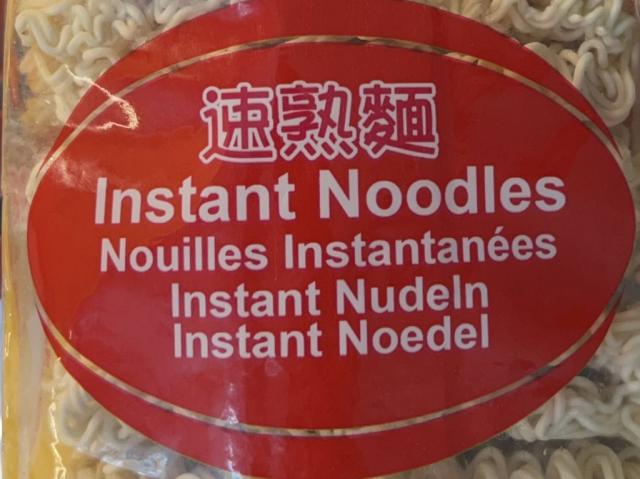 速熟麵
Instant Noodles
Nouilles Instantanées
Instant Nudeln
Instant Noedel